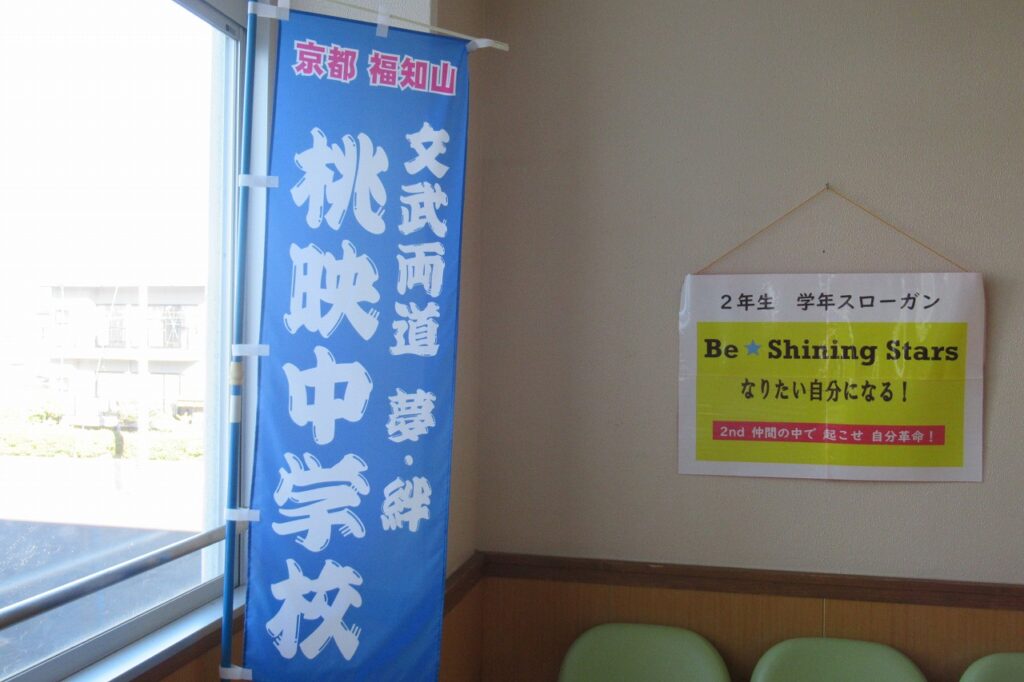 京都 福知山
文武両道 夢・絆
桃映中学校
2年生 学年スローガン
Be★Shining Stars
なりたい自分になる！
2nd 仲間の中で 起こせ 自分革命！